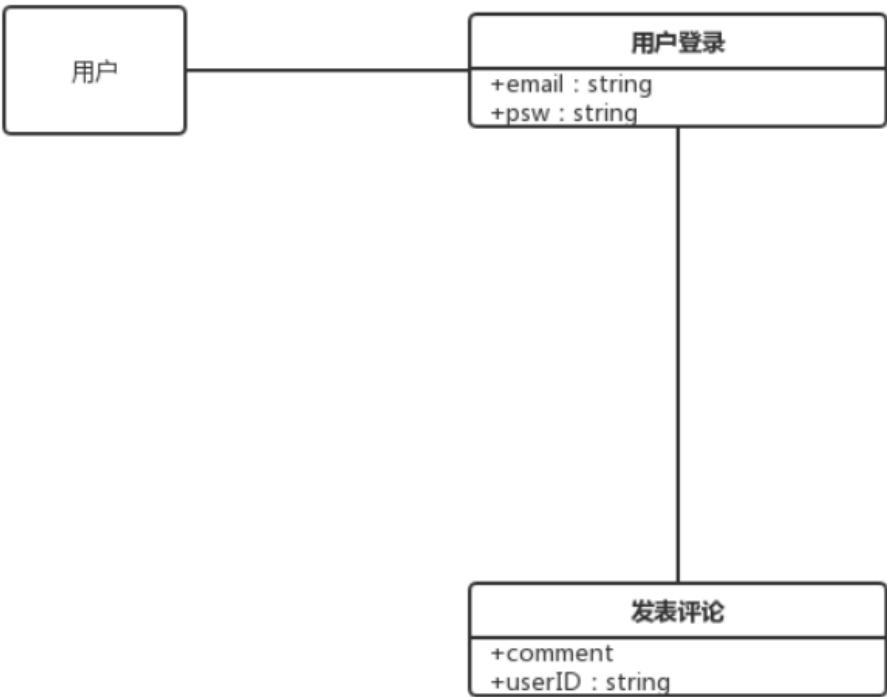 用户
用户登录
+email：string
+psw：string
发表评论
+comment
+userID：string